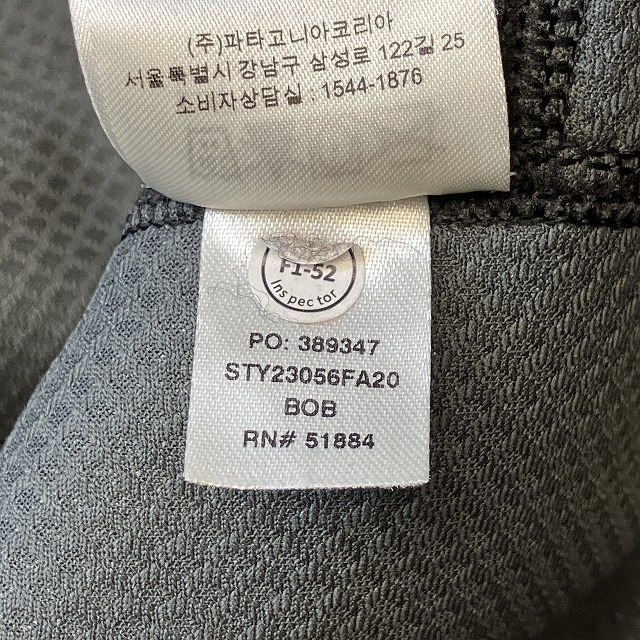 (주)파타고니아코리아
서울특별시 강남구 삼성로 122길 25
소비자상담실 : 1544-1876
F1-52
Inspector
PO: 389347
STY23056FA20
BOB
RN# 51884